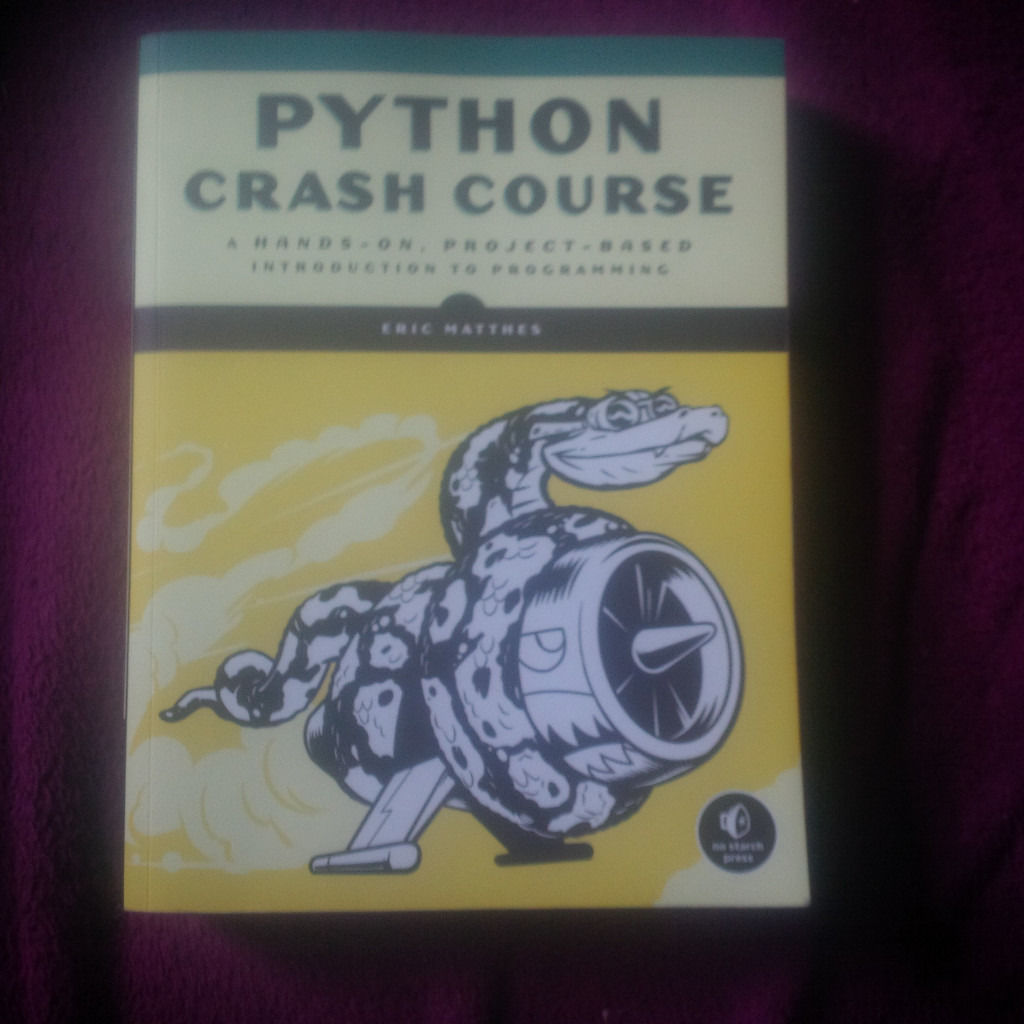 PYTHON
CRASH COURSE
A HANDS-ON, PROJECT-BASED
INTRODUCTION TO PROGRAMMING
ERIC MATTHES
no starch
press